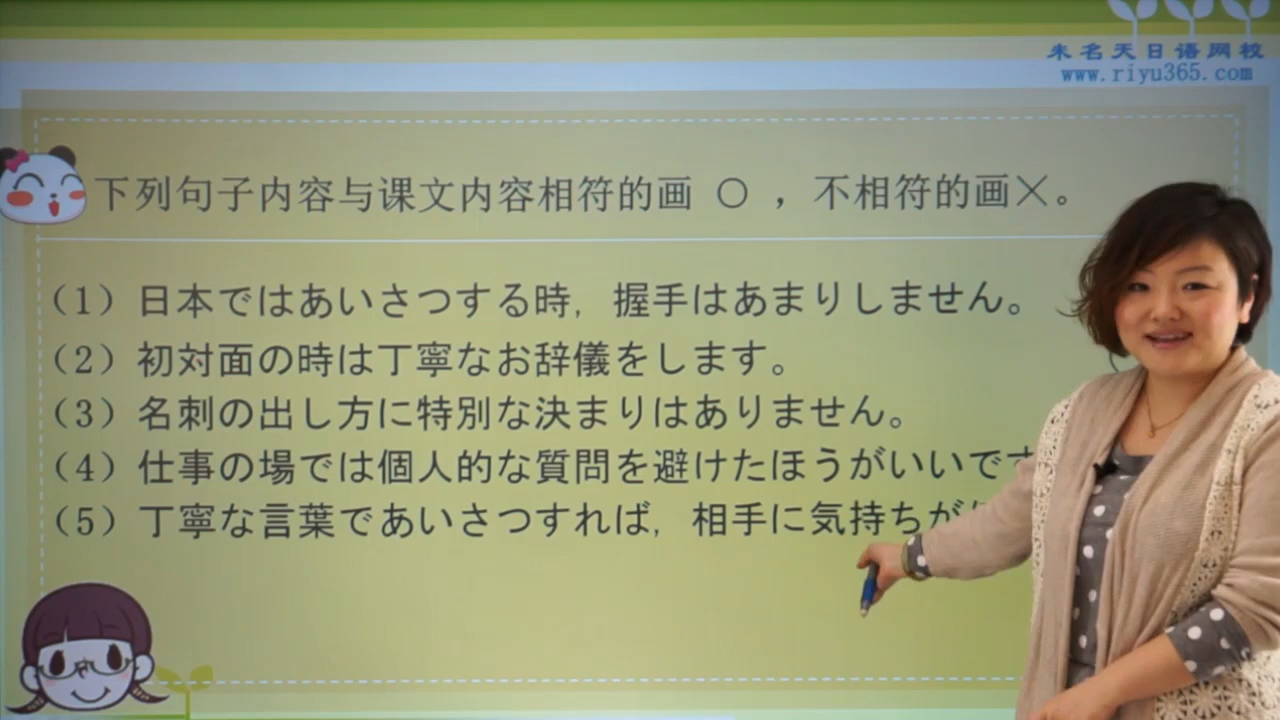 未名天日语网校
www.riyu365.com
下列句子内容与课文内容相符的画 ○ ，不相符的画×。
（1）日本ではあいさつする時，握手はあまりしません。
（2）初対面の時は丁寧なお辞儀をします。
（3）名刺の出し方に特別な決まりはありません。
（4）仕事の場では個人的な質問を避けたほうがいいです
（5）丁寧な言葉であいさつすれば，相手に気持ちが